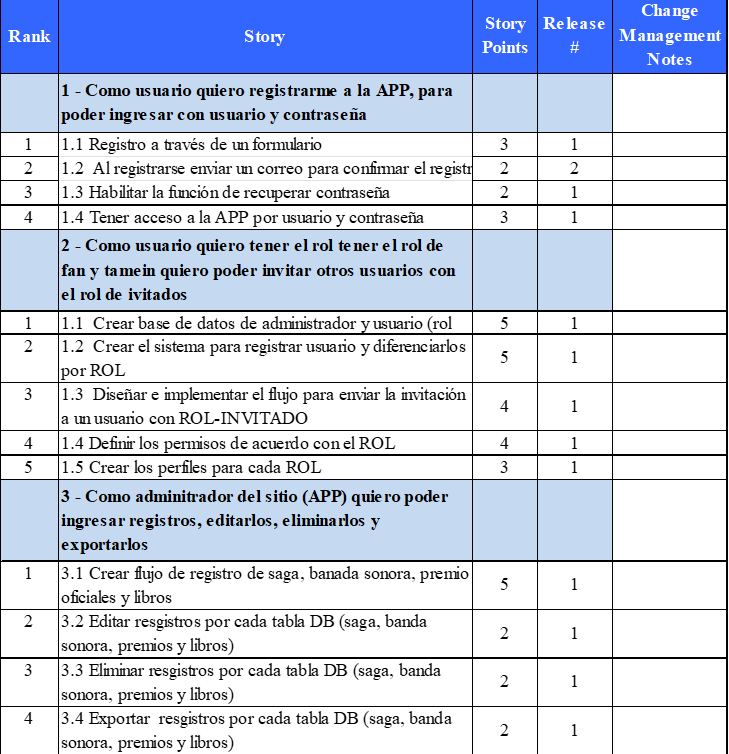 Rank Story Story Points Release # Change Management Notes
1 - Como usuario quiero registrarme a la APP, para
poder ingresar con usuario y contraseña
1 1.1 Registro a través de un formulario 3 1
2 1.2 Al registrarse enviar un correo para confirmar el registr 2 2
3 1.3 Habilitar la función de recuperar contraseña 2 1
4 1.4 Tener acceso a la APP por usuario y contraseña 3 1
2 - Como usuario quiero tener el rol tener el rol de
fan y tamein quiero poder invitar otros usuarios con
el rol de ivitados
1 1.1 Crear base de datos de administrador y usuario (rol 5 1
2 1.2 Crear el sistema para registrar usuario y diferenciarlos
por ROL 5 1
3 1.3 Diseñar e implementar el flujo para enviar la invitación
a un usuario con ROL-INVITADO 4 1
4 1.4 Definir los permisos de acuerdo con el ROL 4 1
5 1.5 Crear los perfiles para cada ROL 3 1
3 - Como adminitrador del sitio (APP) quiero poder
ingresar registros, editarlos, eliminarlos y
exportarlos
1 3.1 Crear flujo de registro de saga, banada sonora, premio
oficiales y libros 5 1
2 3.2 Editar resgistros por cada tabla DB (saga, banda
sonora, premios y libros) 2 1
3 3.3 Eliminar resgistros por cada tabla DB (saga, banda
sonora, premios y libros) 2 1
4 3.4 Exportar resgistros por cada tabla DB (saga, banda
sonora, premios y libros) 2 1